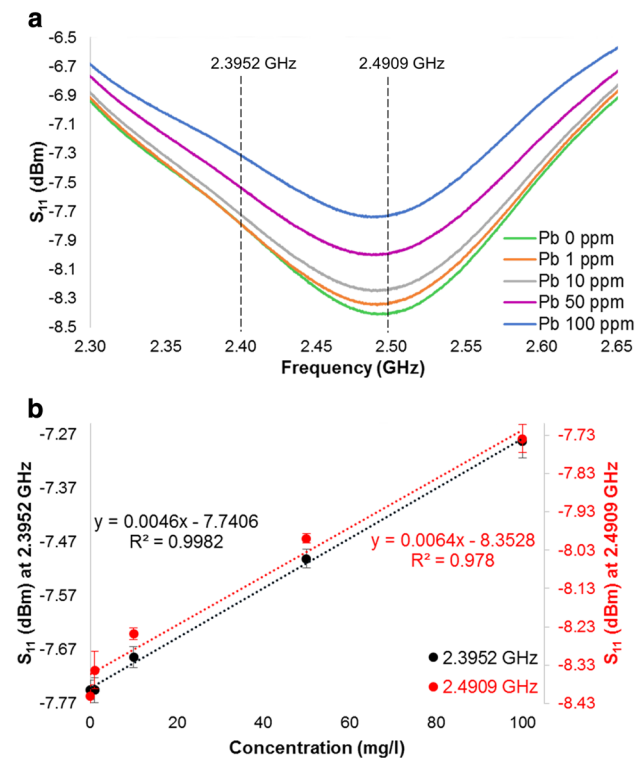 a
-6.5
-6.7
-6.9
-7.1
-7.3
-7.5
-7.7
-7.9
-8.1
-8.3
-8.5
S11 (dBm)
2.3952 GHz
2.4909 GHz
Pb 0 ppm
Pb 1 ppm
Pb 10 ppm
Pb 50 ppm
Pb 100 ppm
2.30 2.35 2.40 2.45 2.50 2.55 2.60 2.65
Frequency (GHz)
b
-7.27
-7.37
-7.47
-7.57
-7.67
-7.77
S11 (dBm) at 2.3952 GHz
y = 0.0046x - 7.7406
R² = 0.9982
y = 0.0064x - 8.3528
R² = 0.978
2.3952 GHz
2.4909 GHz
-7.73
-7.83
-7.93
-8.03
-8.13
-8.23
-8.33
-8.43
S11 (dBm) at 2.4909 GHz
0 20 40 60 80 100
Concentration (mg/l)